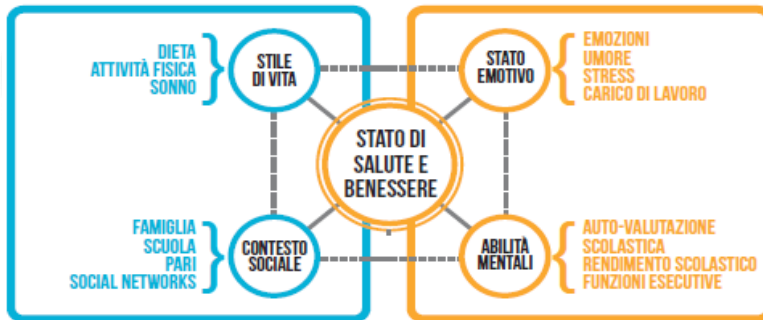 DIETA
ATTIVITÀ FISICA
SONNO
STILE
DI VITA
STATO
EMOTIVO
EMOZIONI
UMORE
STRESS
CARICO DI LAVORO
STATO DI
SALUTE E
BENESSERE
FAMIGLIA
SCUOLA
PARI
SOCIAL NETWORKS
CONTESTO
SOCIALE
ABILITÀ
MENTALI
AUTO-VALUTAZIONE
SCOLASTICA
RENDIMENTO SCOLASTICO
FUNZIONI ESECUTIVE